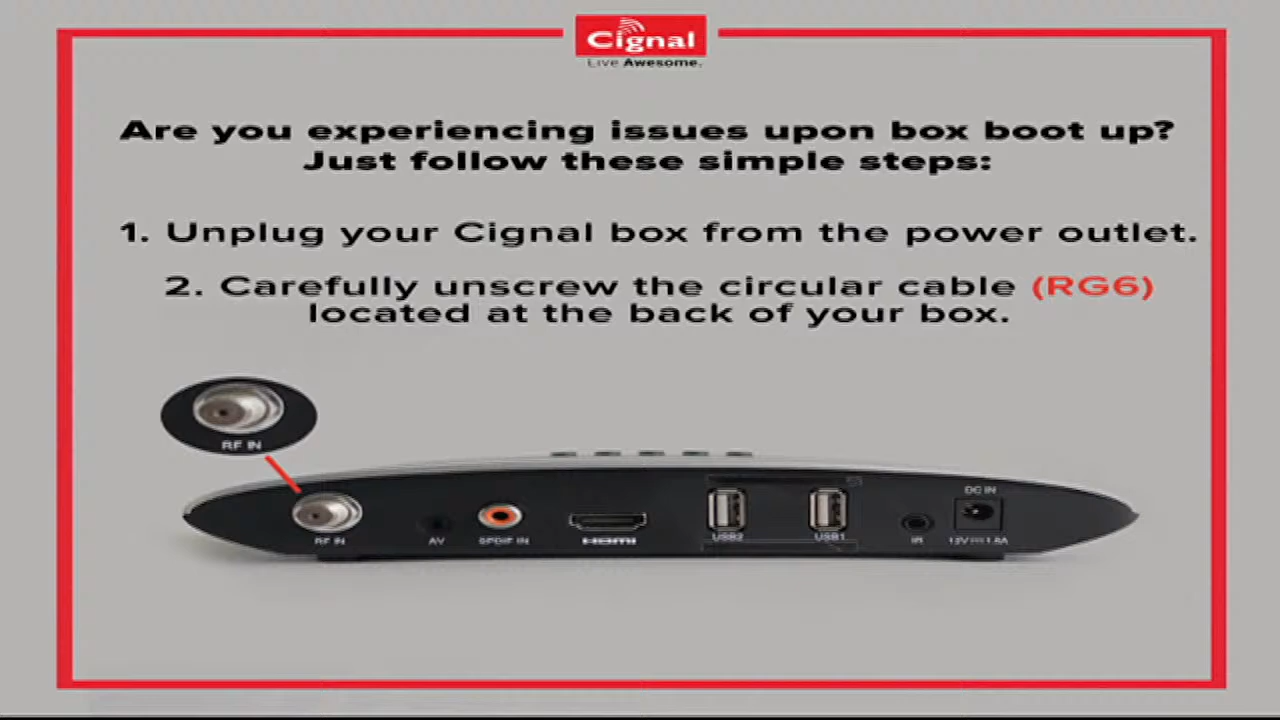 Cignal
Live Awesome.
Are you experiencing issues upon box boot up?
Just follow these simple steps:
1. Unplug your Cignal box from the power outlet.
2. Carefully unscrew the circular cable (RG6)
located at the back of your box.
RF IN
DC IN
RF IN
AV
SPDIF IN
HDMI
USB2
USB1
IR
12V